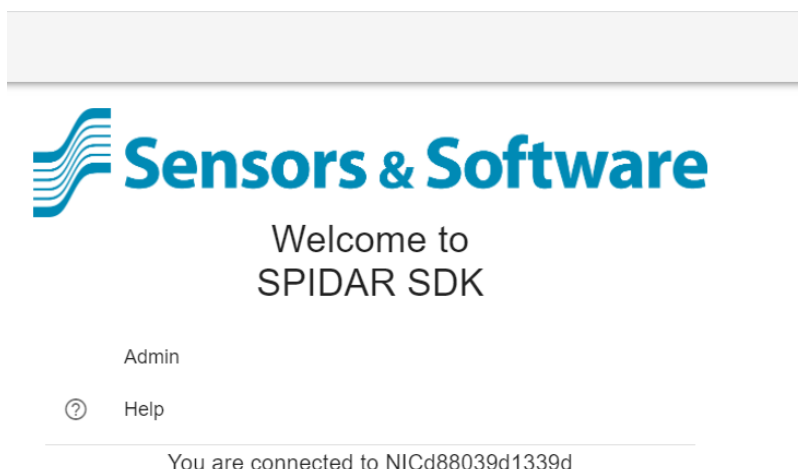 Sensors & Software
Welcome to
SPIDAR SDK
Admin
Help
You are connected to NICd88039d1339d